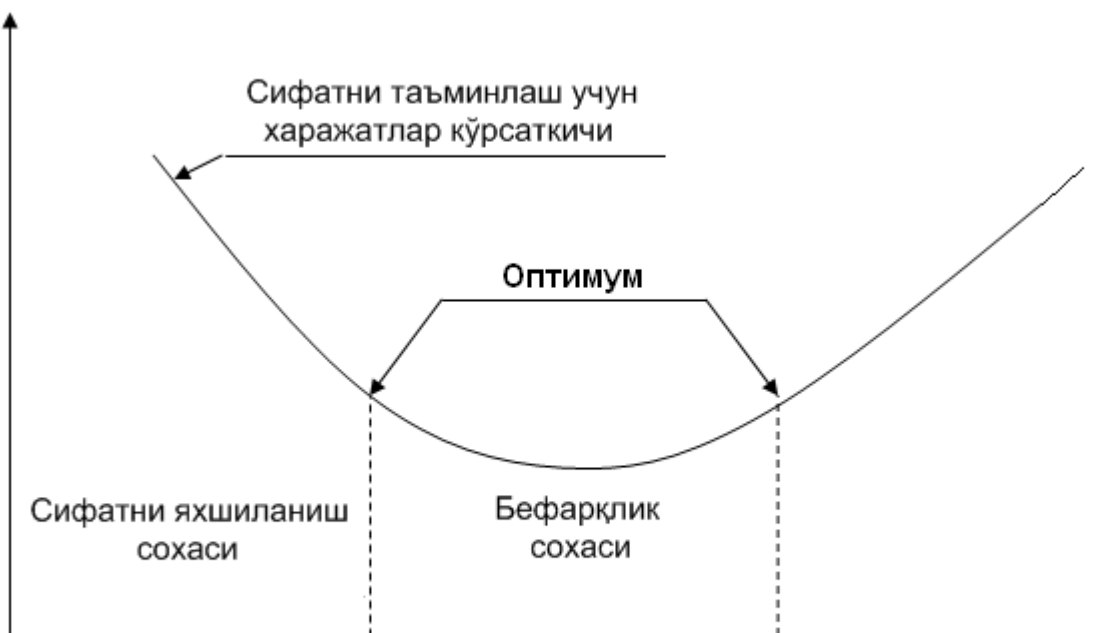 Сифатни таъминлаш учун
харажатлар кўрсаткичи
Оптимум
Сифатни яхшиланиш
сохаси
Бефарқлик
сохаси